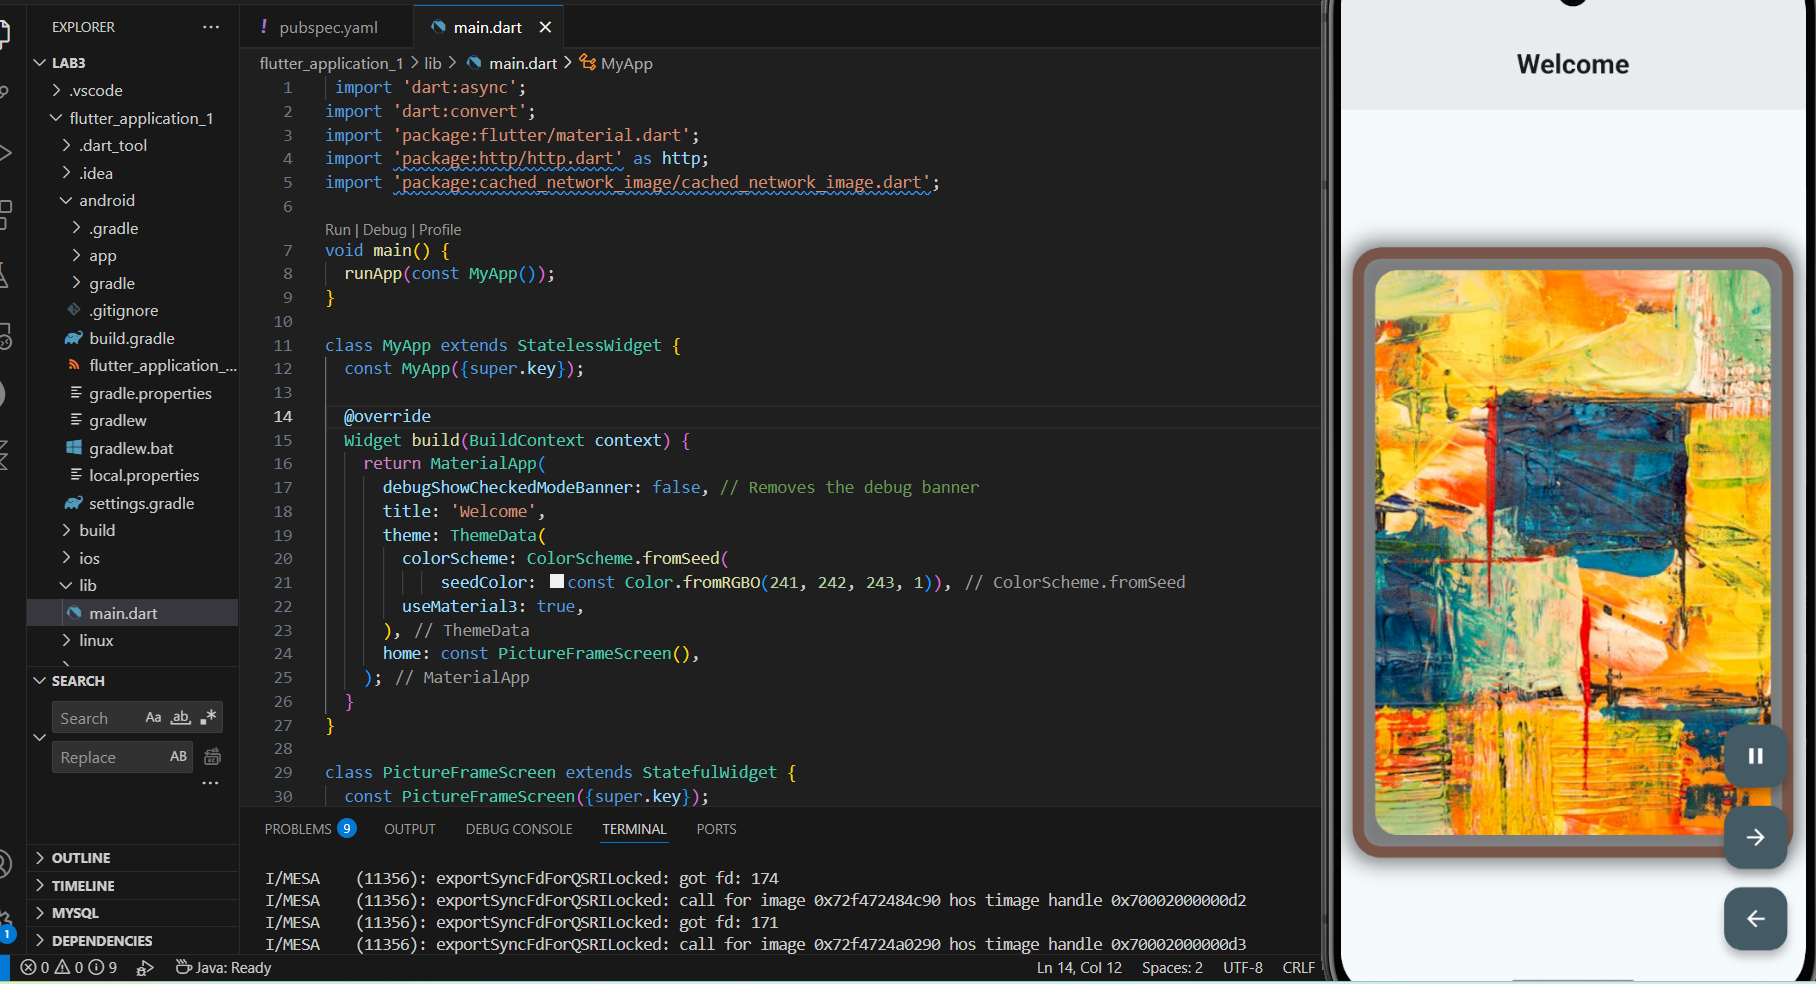 EXPLORER ···
LAB3
.vscode
flutter_application_1
.dart_tool
.idea
android
.gradle
app
gradle
.gitignore
build.gradle
flutter_application_...
gradle.properties
gradlew
gradlew.bat
local.properties
settings.gradle
build
ios
lib
main.dart
linux
SEARCH
Search Aa ab .*
Replace AB
···
OUTLINE
TIMELINE
MYSQL
DEPENDENCIES
! pubspec.yaml
main.dart
flutter_application_1 > lib > main.dart > MyApp
1 import 'dart:async';
2 import 'dart:convert';
3 import 'package:flutter/material.dart';
4 import 'package:http/http.dart' as http;
5 import 'package:cached_network_image/cached_network_image.dart';
6
Run | Debug | Profile
7 void main() {
8 runApp(const MyApp());
9 }
10
11 class MyApp extends StatelessWidget {
12 const MyApp({super.key});
13
14 @override
15 Widget build(BuildContext context) {
16 return MaterialApp(
17 debugShowCheckedModeBanner: false, // Removes the debug banner
18 title: 'Welcome',
19 theme: ThemeData(
20 colorScheme: ColorScheme.fromSeed(
21 seedColor: const Color.fromRGBO(241, 242, 243, 1)), // ColorScheme.fromSeed
22 useMaterial3: true,
23 ), // ThemeData
24 home: const PictureFrameScreen(),
25 ); // MaterialApp
26 }
27 }
28
29 class PictureFrameScreen extends StatefulWidget {
30 const PictureFrameScreen({super.key});
PROBLEMS 9 OUTPUT DEBUG CONSOLE TERMINAL PORTS
I/MESA (11356): exportSyncFdForQSRILocked: got fd: 174
I/MESA (11356): exportSyncFdForQSRILocked: call for image 0x72f472484c90 hos timage handle 0x70002000000d2
I/MESA (11356): exportSyncFdForQSRILocked: got fd: 171
I/MESA (11356): exportSyncFdForQSRILocked: call for image 0x72f4724a0290 hos timage handle 0x70002000000d3
1
0 0 9 Java: Ready Ln 14, Col 12 Spaces: 2 UTF-8 CRLF
Welcome